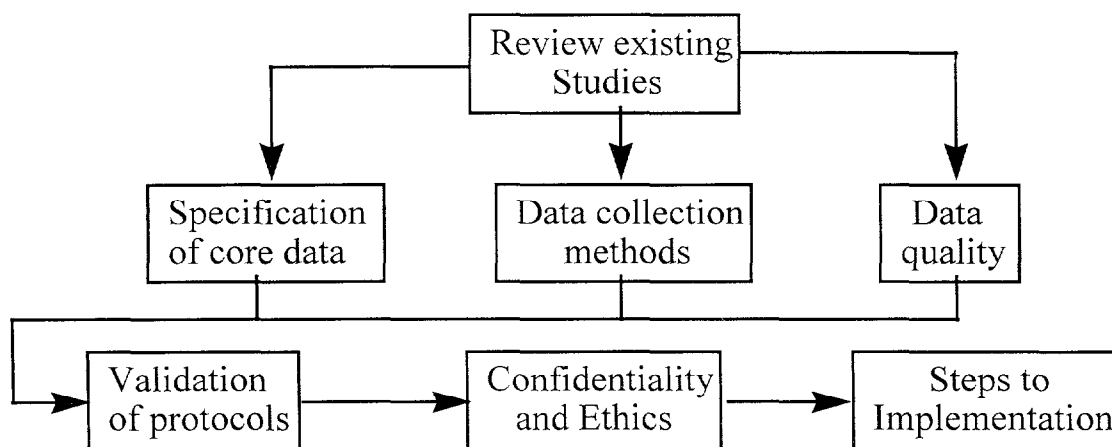 Review existing
Studies
Specification
of core data
Data collection
methods
Data
quality
Validation
of protocols
Confidentiality
and Ethics
Steps to
Implementation